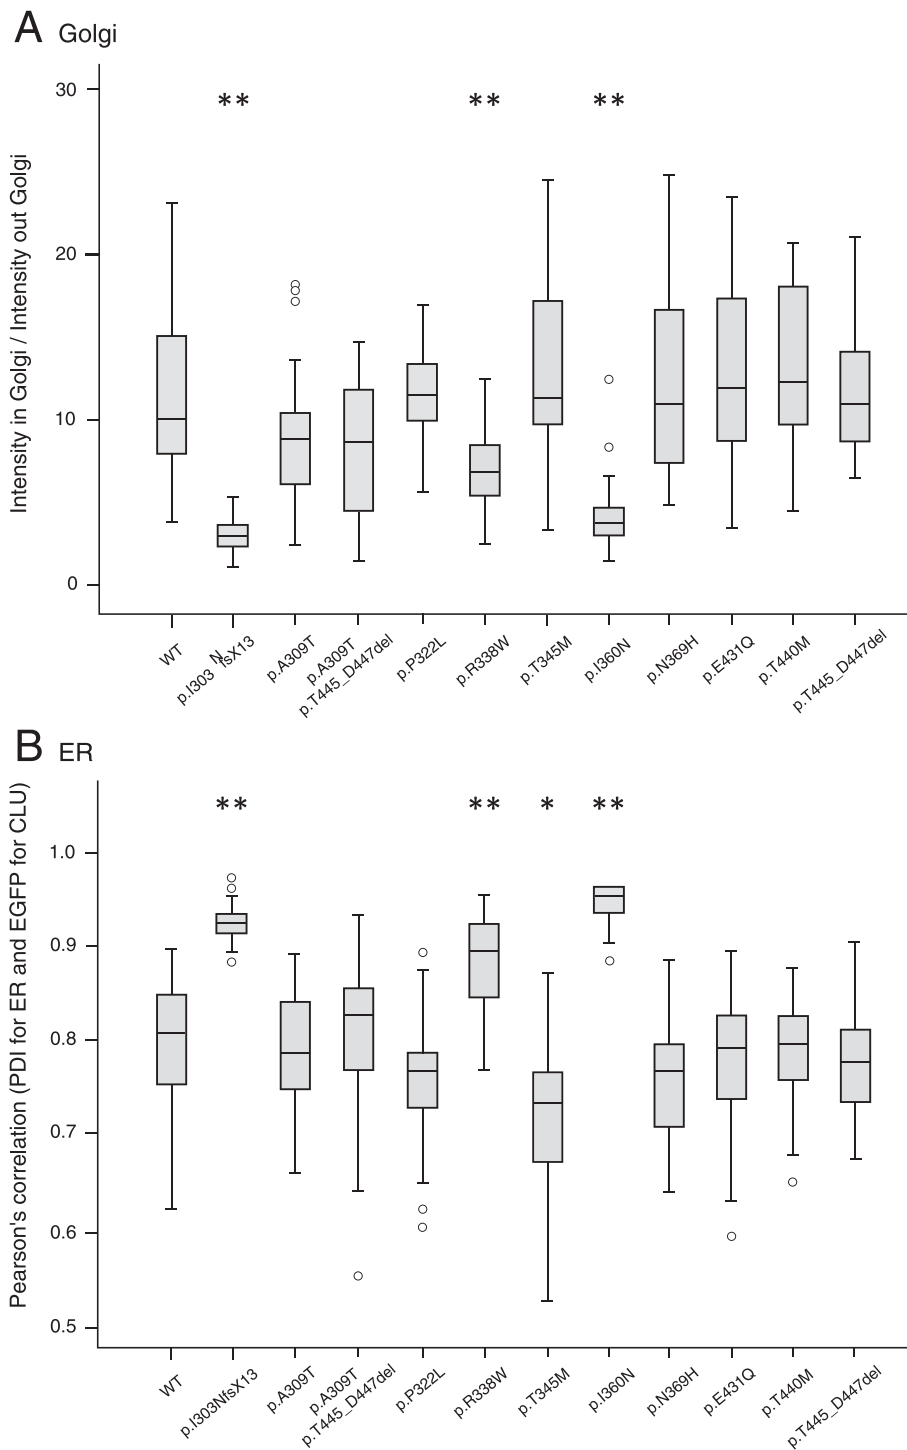 A Golgi
Intensity in Golgi / Intensity out Golgi
30
20
10
0
** ** **
WT
p.I303 N fsX13
p.A309T
p.A309T
p.T445_D447del
p.P322L
p.R338W
p.T345M
p.I360N
p.N369H
p.E431Q
p.T440M
p.T445_D447del
B ER
Pearson's correlation (PDI for ER and EGFP for CLU)
1.0
0.9
0.8
0.7
0.6
0.5
** ** * **
WT
p.I303NfsX13
p.A309T
p.A309T
p.T445_D447del
p.P322L
p.R338W
p.T345M
p.I360N
p.N369H
p.E431Q
p.T440M
p.T445_D447del